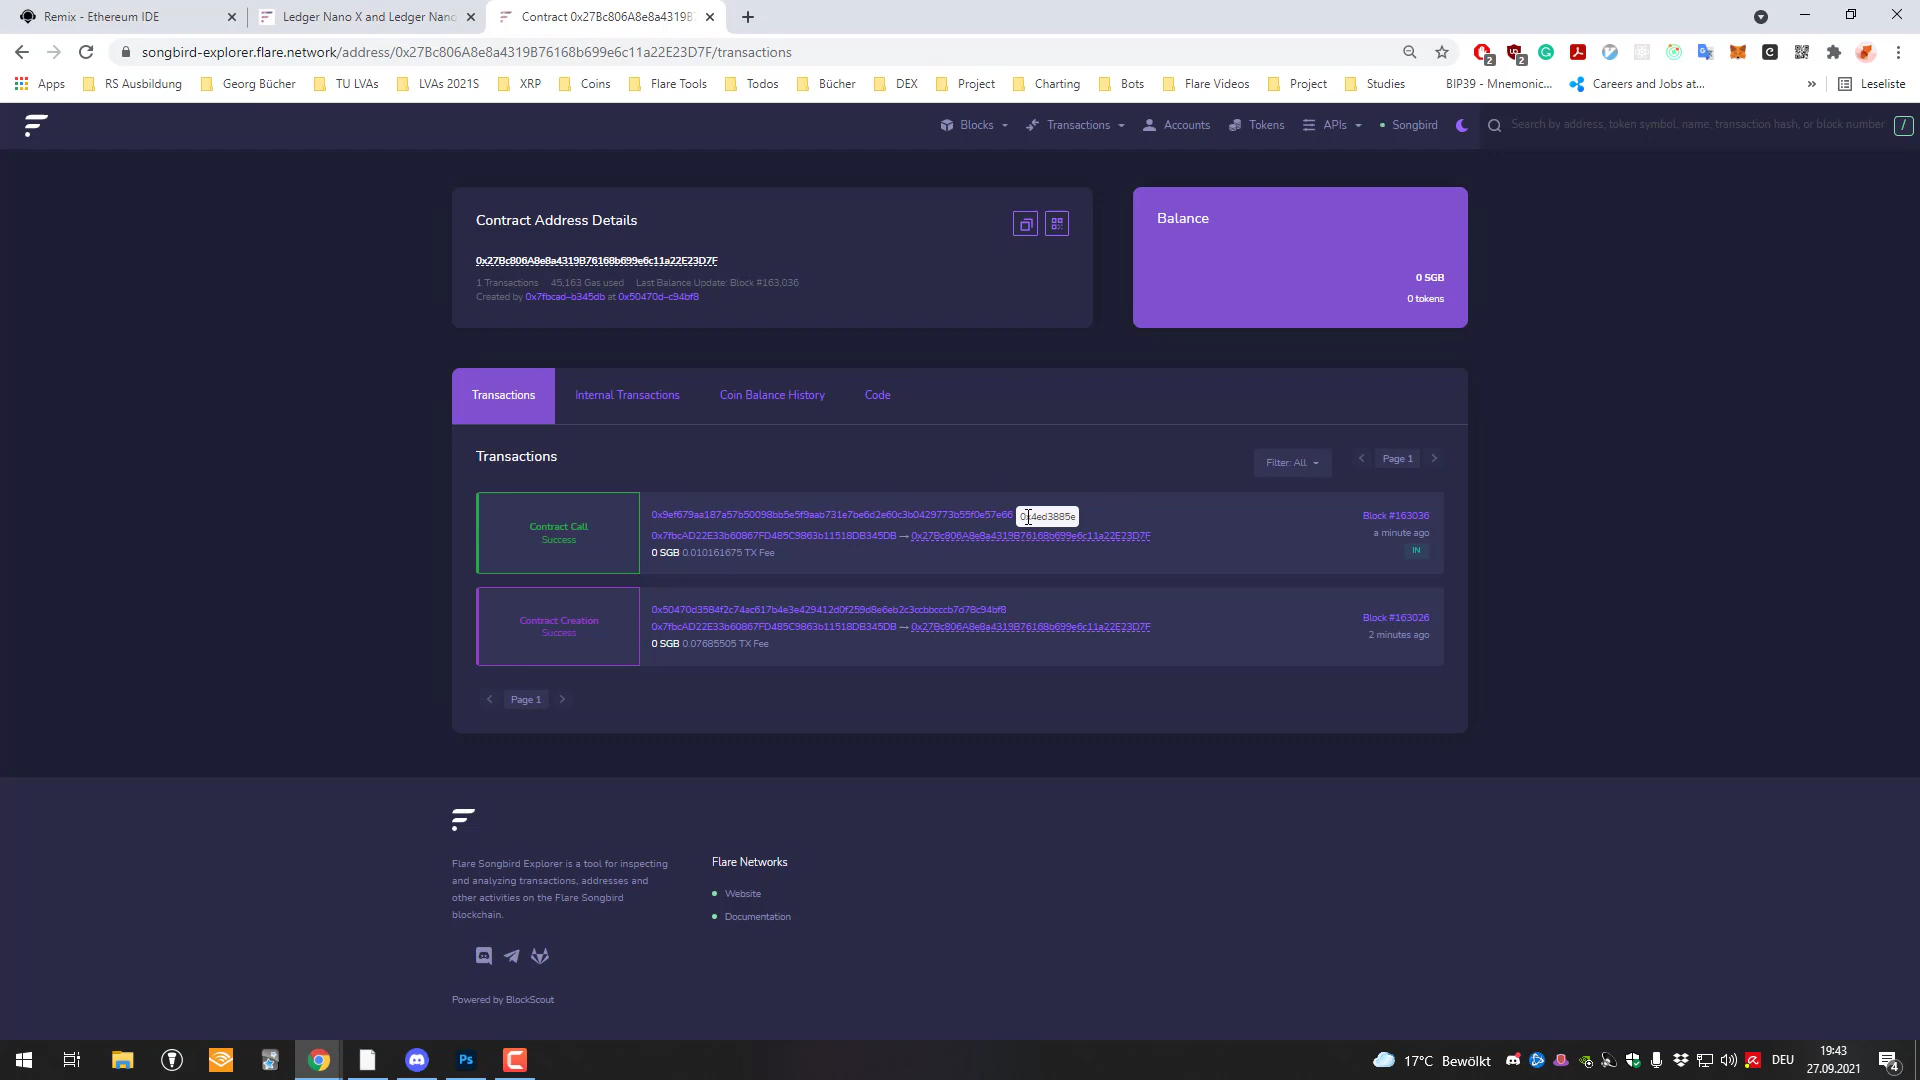 Remix - Ethereum IDE
Ledger Nano X and Ledger Nano
Contract 0x27Bc806A8e8a4319B
songbird-explorer.flare.network/address/0x27Bc806A8e8a4319B76168b699e6c11a22E23D7F/transactions
2
2
Apps
RS Ausbildung
Georg Bücher
TU LVAs
LVAs 2021S
XRP
Coins
Flare Tools
Todos
Bücher
DEX
Project
Charting
Bots
Flare Videos
Project
Studies
BIP39 - Mnemonic...
Careers and Jobs at...
»
Leseliste
Blocks
Transactions
Accounts
Tokens
APIs
Songbird
Search by address, token symbol, name, transaction hash, or block number
/
Contract Address Details
0x27Bc806A8e8a4319B76168b699e6c11a22E23D7F
1 Transactions 45,163 Gas used Last Balance Update: Block #163,036
Created by 0x7fbcad–b345db at 0x50470d–c94bf8
Balance
0 SGB
0 tokens
Transactions
Internal Transactions
Coin Balance History
Code
Transactions
Filter: All
Page 1
Contract Call
Success
0x9ef679aa187a57b50098bb5e5f9aab731e7be6d2e60c3b0429773b55f0e57e66 0x4ed3885e
0x7fbcAD22E33b60867FD485C9863b11518DB345DB → 0x27Bc806A8e8a4319B76168b699e6c11a22E23D7F
0 SGB 0.010161675 TX Fee
Block #163036
a minute ago
IN
Contract Creation
Success
0x50470d3584f2c74ac617b4e3e429412d0f259d8e6eb2c3ccbbcccb7d78c94bf8
0x7fbcAD22E33b60867FD485C9863b11518DB345DB → 0x27Bc806A8e8a4319B76168b699e6c11a22E23D7F
0 SGB 0.07685505 TX Fee
Block #163026
2 minutes ago
Page 1
Flare Songbird Explorer is a tool for inspecting
and analyzing transactions, addresses and
other activities on the Flare Songbird
blockchain.
Flare Networks
Website
Documentation
Powered by BlockScout
Ps
17°C Bewölkt
DEU
19:43
27.09.2021
4